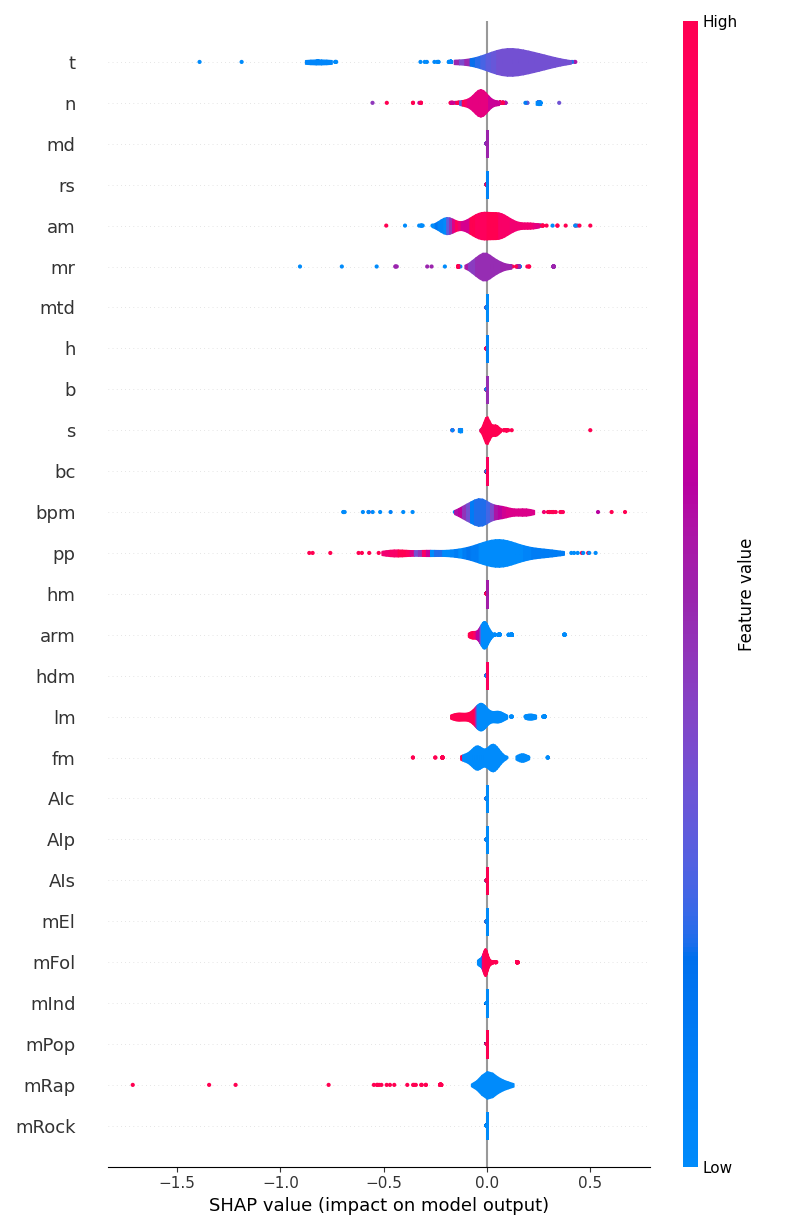 High
t
n
md
rs
am
mr
mtd
h
b
s
bc
bpm
pp
hm
arm
hdm
lm
fm
AIc
AIp
AIs
mEl
mFol
mInd
mPop
mRap
mRock
Feature value
Low
−1.5 −1.0 −0.5 0.0 0.5
SHAP value (impact on model output)